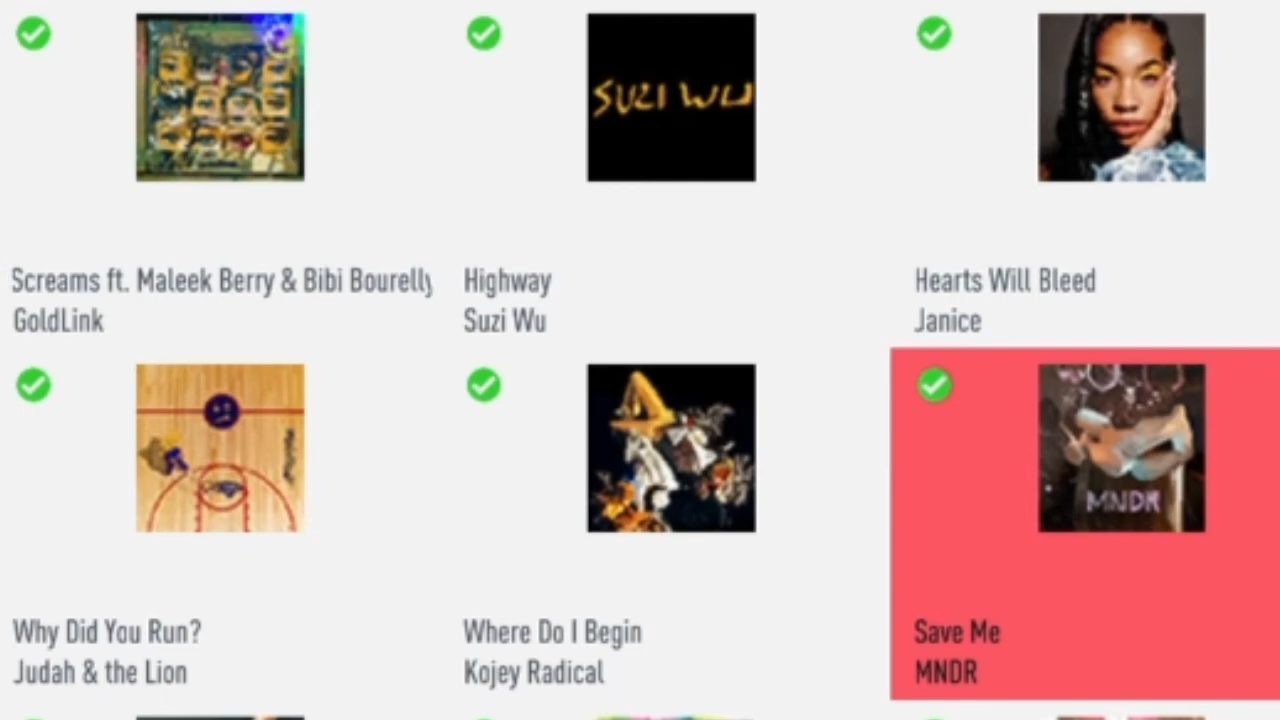 SUZI WU
Screams ft. Maleek Berry & Bibi Bourelly
GoldLink
Highway
Suzi Wu
Hearts Will Bleed
Janice
MNDR
Why Did You Run?
Judah & the Lion
Where Do I Begin
Kojey Radical
Save Me
MNDR